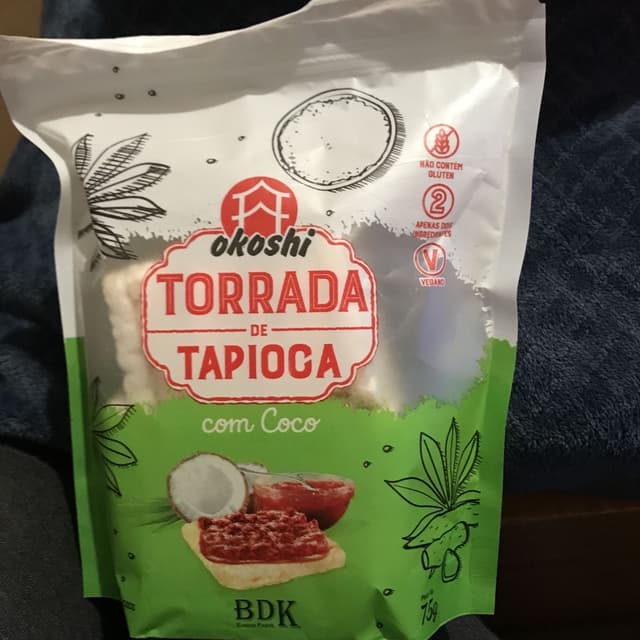 NÃO CONTÉM
GLUTEN
2
APENAS DOIS
INGREDIENTES
V
VEGANO
okoshi
TORRADA
DE
TAPIOCA
com Coco
BDK
75g